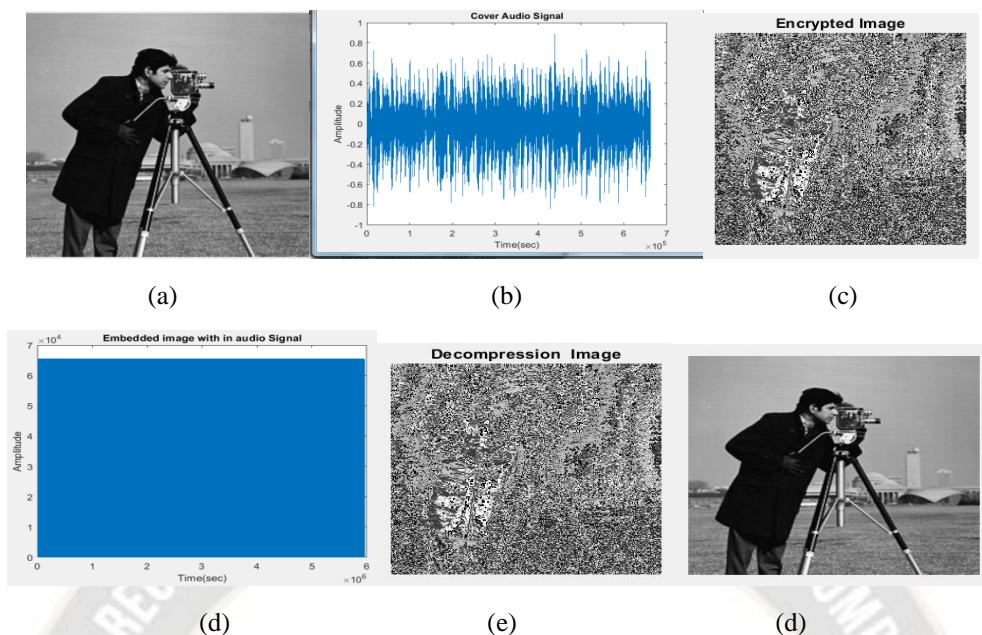 Cover Audio Signal
Encrypted Image
1
0.8
0.6
0.4
0.2
0
-0.2
-0.4
-0.6
-0.8
-1
Amplitude
0 1 2 3 4 5 6 7
Time(sec)
×10^5
(a) (b) (c)
Embedded image with in audio Signal
Decompression Image
×10^4
7
6
5
4
3
2
1
0
Amplitude
0 1 2 3 4 5 6
Time(sec)
×10^6
(d) (e) (d)